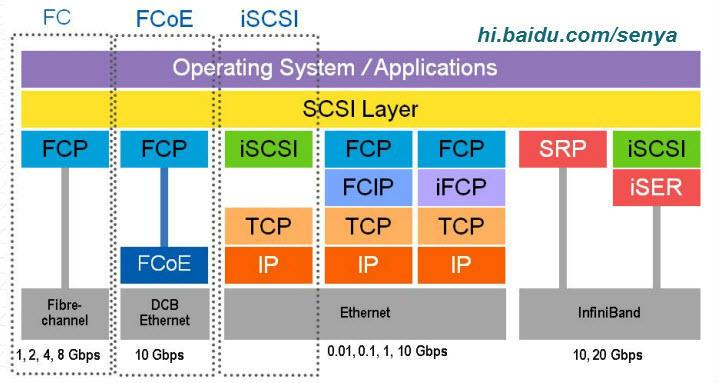 FC FCoE iSCSI
hi.baidu.com/senya
Operating System / Applications
SCSI Layer
FCP FCP iSCSI FCP FCP SRP iSCSI
FCIP iFCP iSER
TCP TCP TCP
FCoE IP IP IP
Fibre-
channel
DCB
Ethernet
Ethernet
InfiniBand
1, 2, 4, 8 Gbps 10 Gbps 0.01, 0.1, 1, 10 Gbps 10, 20 Gbps